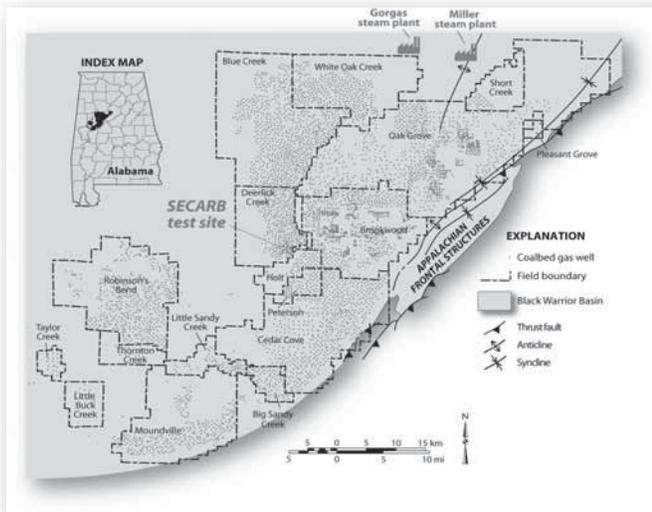 Gorgas
steam plant
Miller
steam plant
INDEX MAP
Alabama
Blue Creek
White Oak Creek
Short
Creek
Oak Grove
Pleasant Grove
Deerlick
Creek
SECARB
test site
Brookwood
APPALACHIAN
FRONTAL STRUCTURES
Holt
Peterson
Robinson's
Bend
Little Sandy
Creek
Cedar Cove
Taylor
Creek
Thornton
Creek
Little
Buck
Creek
Big Sandy
Creek
Moundville
EXPLANATION
Coalbed gas well
Field boundary
Black Warrior Basin
Thrust fault
Anticline
Syncline
N
5 0 5 10 15 km
5 0 5 10 mi